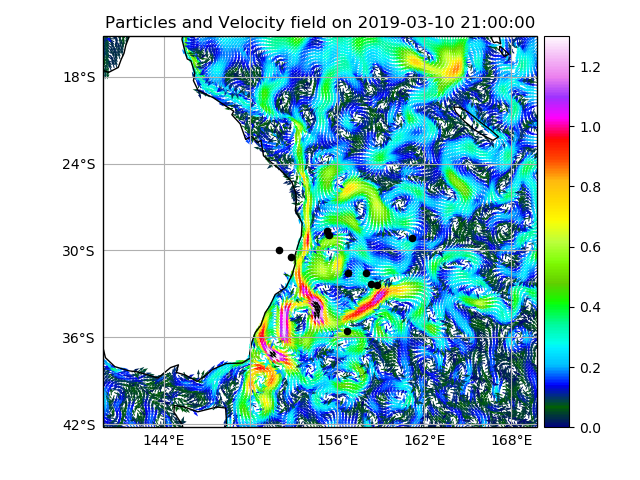 Particles and Velocity field on 2019-03-10 21:00:00
18°S
24°S
30°S
36°S
42°S
144°E 150°E 156°E 162°E 168°E
1.2
1.0
0.8
0.6
0.4
0.2
0.0